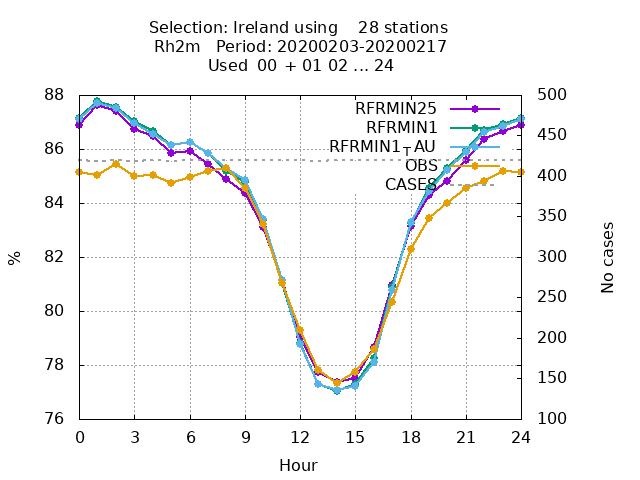 Selection: Ireland using    28 stations
Rh2m   Period: 20200203-20200217
Used  00 + 01 02 ... 24
RFRMIN25
RFRMIN1
RFRMIN1┬AU
OBS
CASES
88
86
84
82
80
78
76
%
500
450
400
350
300
250
200
150
100
No cases
0 3 6 9 12 15 18 21 24
Hour